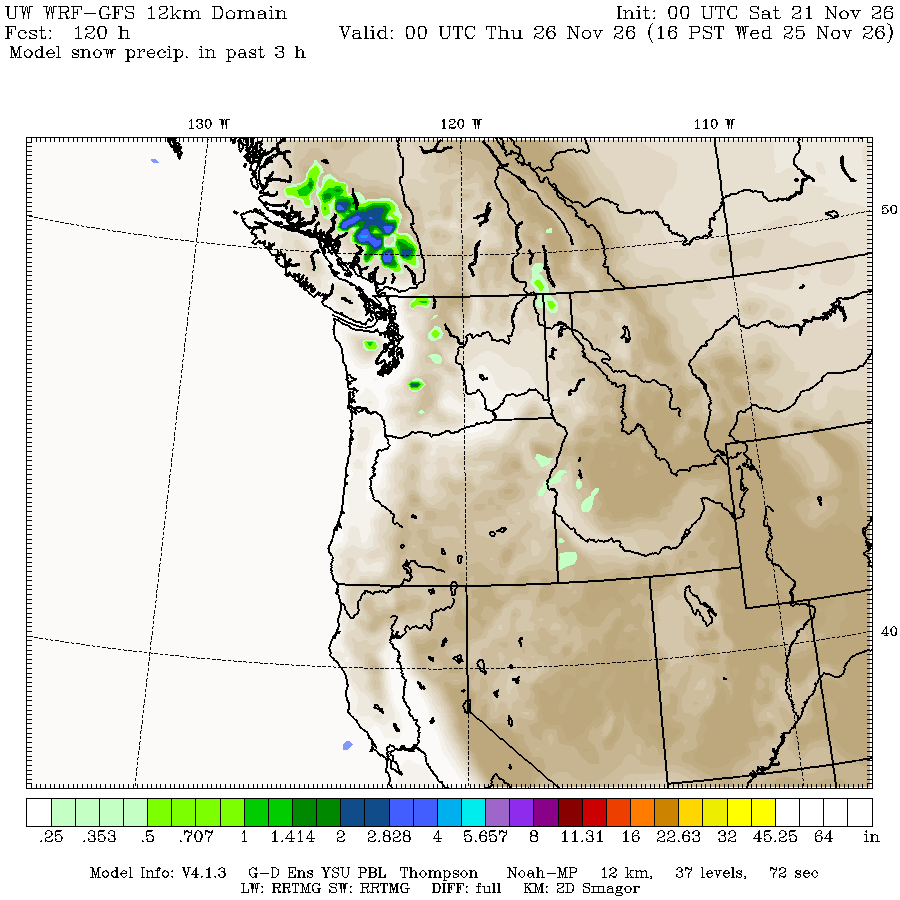 UW WRF-GFS 12km Domain Init: 00 UTC Sat 21 Nov 26
Fcst: 120 h Valid: 00 UTC Thu 26 Nov 26 (16 PST Wed 25 Nov 26)
Model snow precip. in past 3 h
130 W 120 W 110 W
50
40
.25 .353 .5 .707 1 1.414 2 2.828 4 5.657 8 11.31 16 22.63 32 45.25 64 in
Model Info: V4.1.3 G-D Ens YSU PBL Thompson Noah-MP 12 km, 37 levels, 72 sec
LW: RRTMG SW: RRTMG DIFF: full KM: 2D Smagor